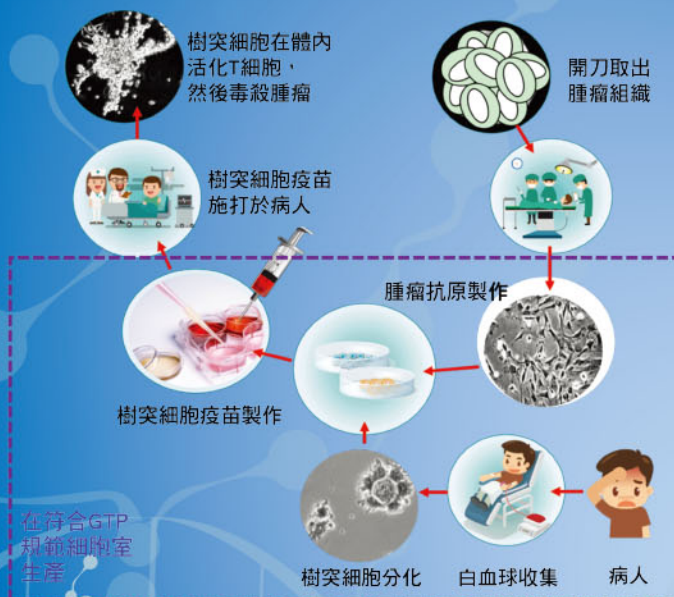 樹突細胞在體內
活化T細胞，
然後毒殺腫瘤
開刀取出
腫瘤組織
樹突細胞疫苗
施打於病人
腫瘤抗原製作
樹突細胞疫苗製作
在符合GTP
規範細胞室
生產
樹突細胞分化
白血球收集
病人